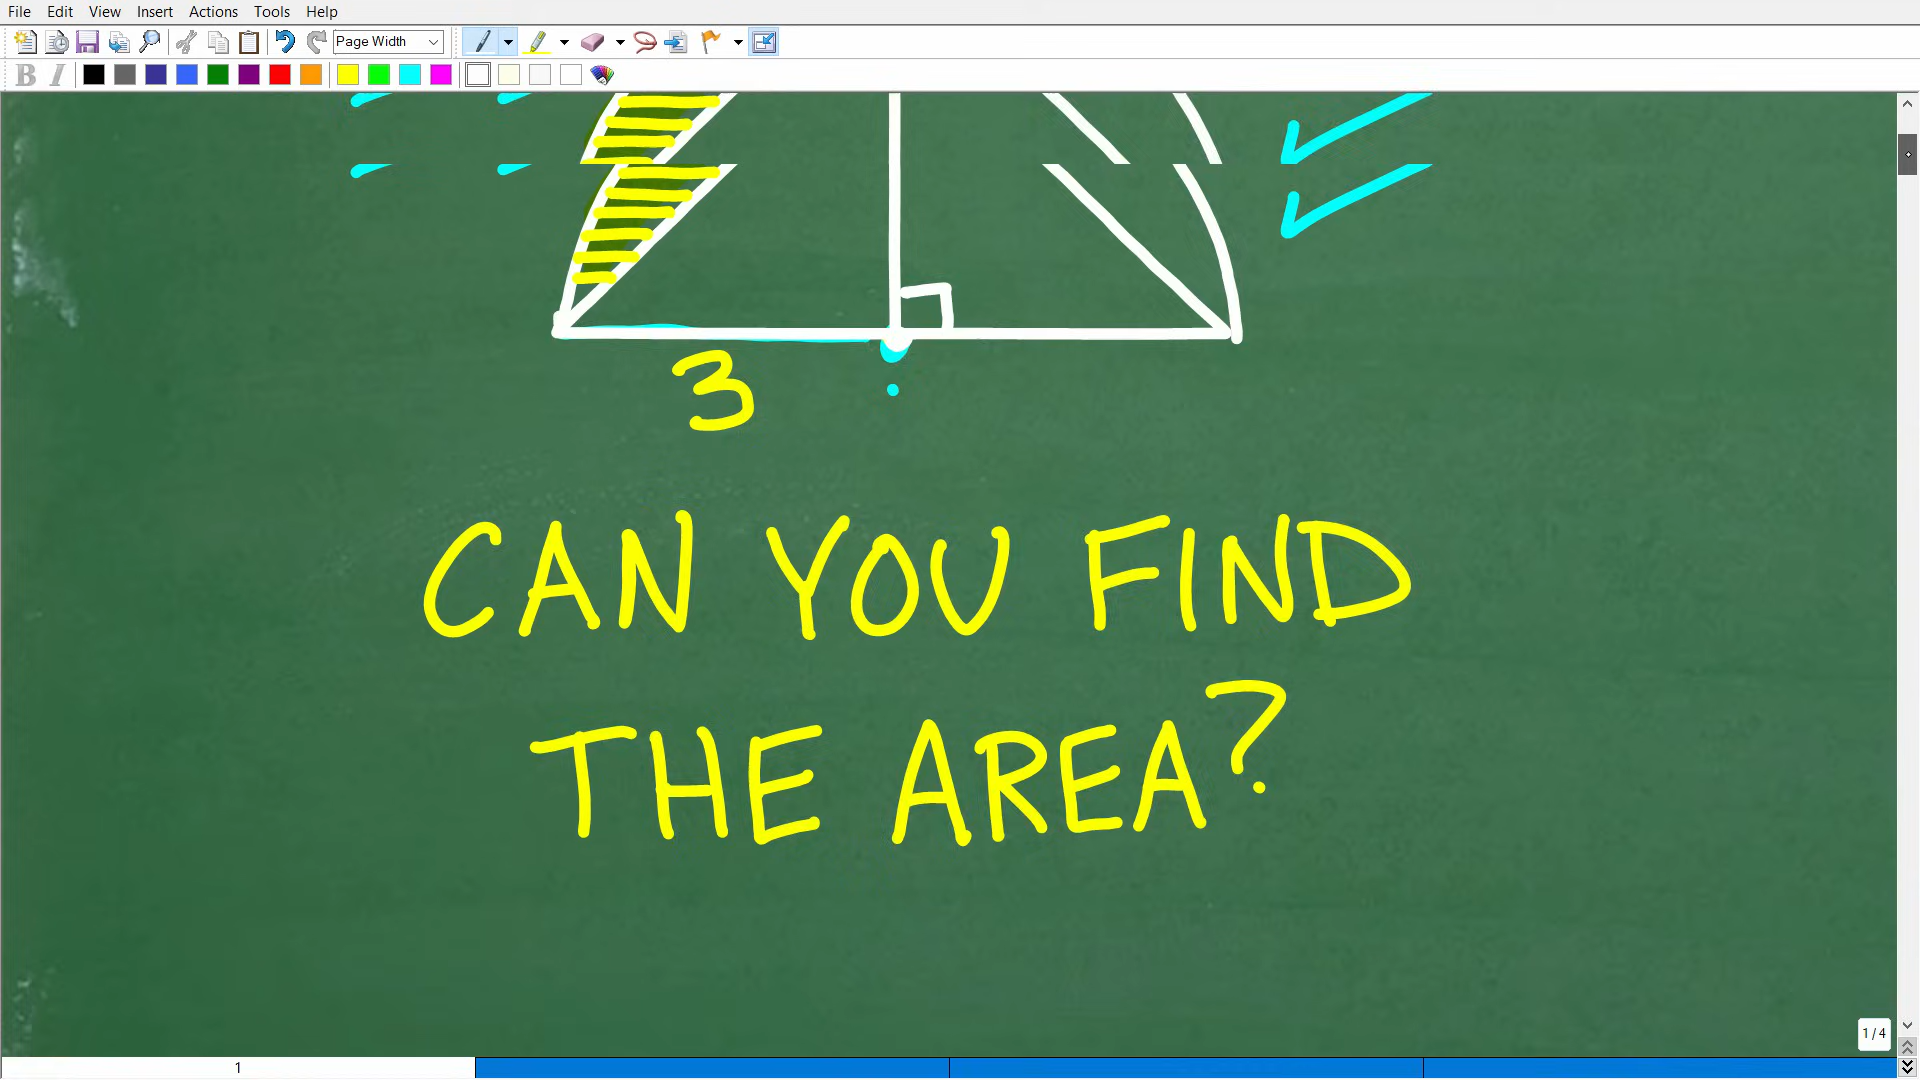 File Edit View Insert Actions Tools Help
Page Width
B I
3
CAN YOU FIND
THE AREA?
1 / 4
1